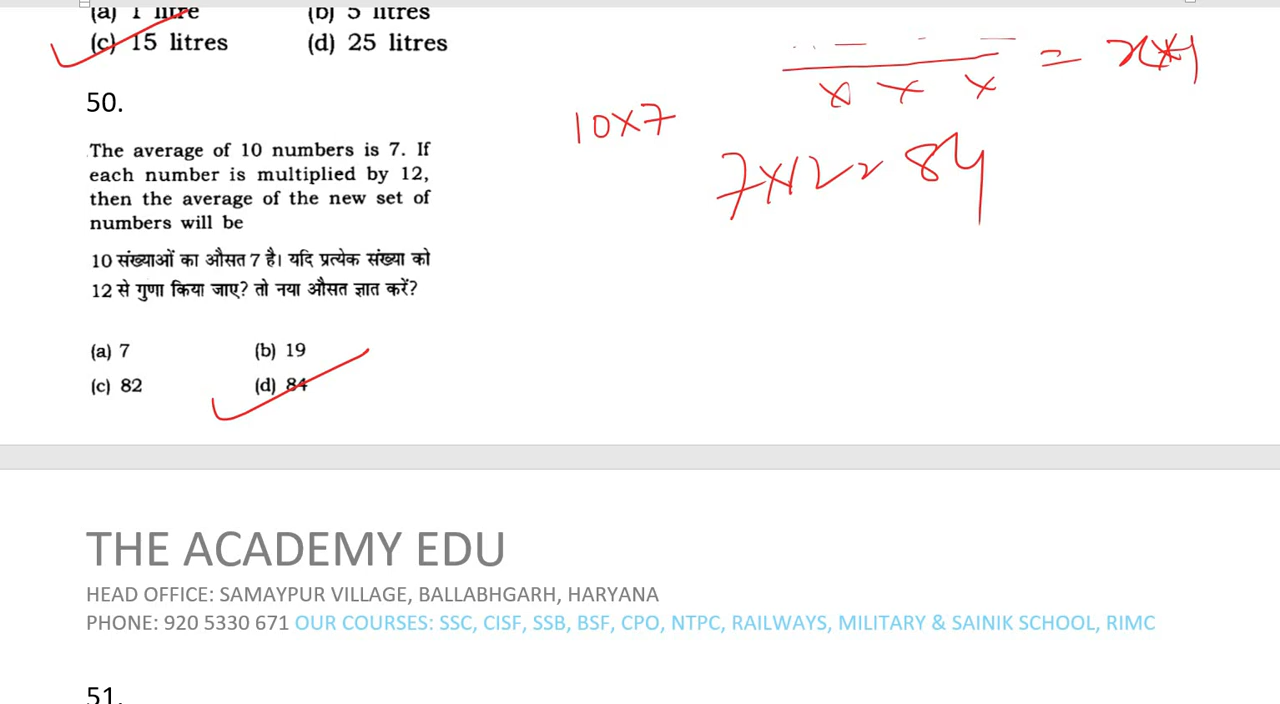 (a) 1 litre (b) 5 litres
(c) 15 litres (d) 25 litres
50.
10×7
7×12= 84
The average of 10 numbers is 7. If
each number is multiplied by 12,
then the average of the new set of
numbers will be
10 संख्याओं का औसत 7 है। यदि प्रत्येक संख्या को
12 से गुणा किया जाए? तो नया औसत ज्ञात करें?
(a) 7 (b) 19
(c) 82 (d) 84
THE ACADEMY EDU
HEAD OFFICE: SAMAYPUR VILLAGE, BALLABHGARH, HARYANA
PHONE: 920 5330 671 OUR COURSES: SSC, CISF, SSB, BSF, CPO, NTPC, RAILWAYS, MILITARY & SAINIK SCHOOL, RIMC
51.